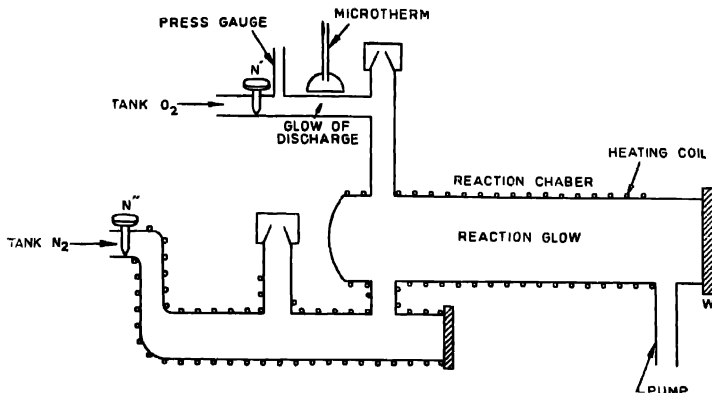 MICROTHERM
PRESS GAUGE
N'
TANK O2
GLOW OF
DISCHARGE
HEATING COIL
REACTION CHABER
N"
TANK N2
REACTION GLOW
W
PUMP